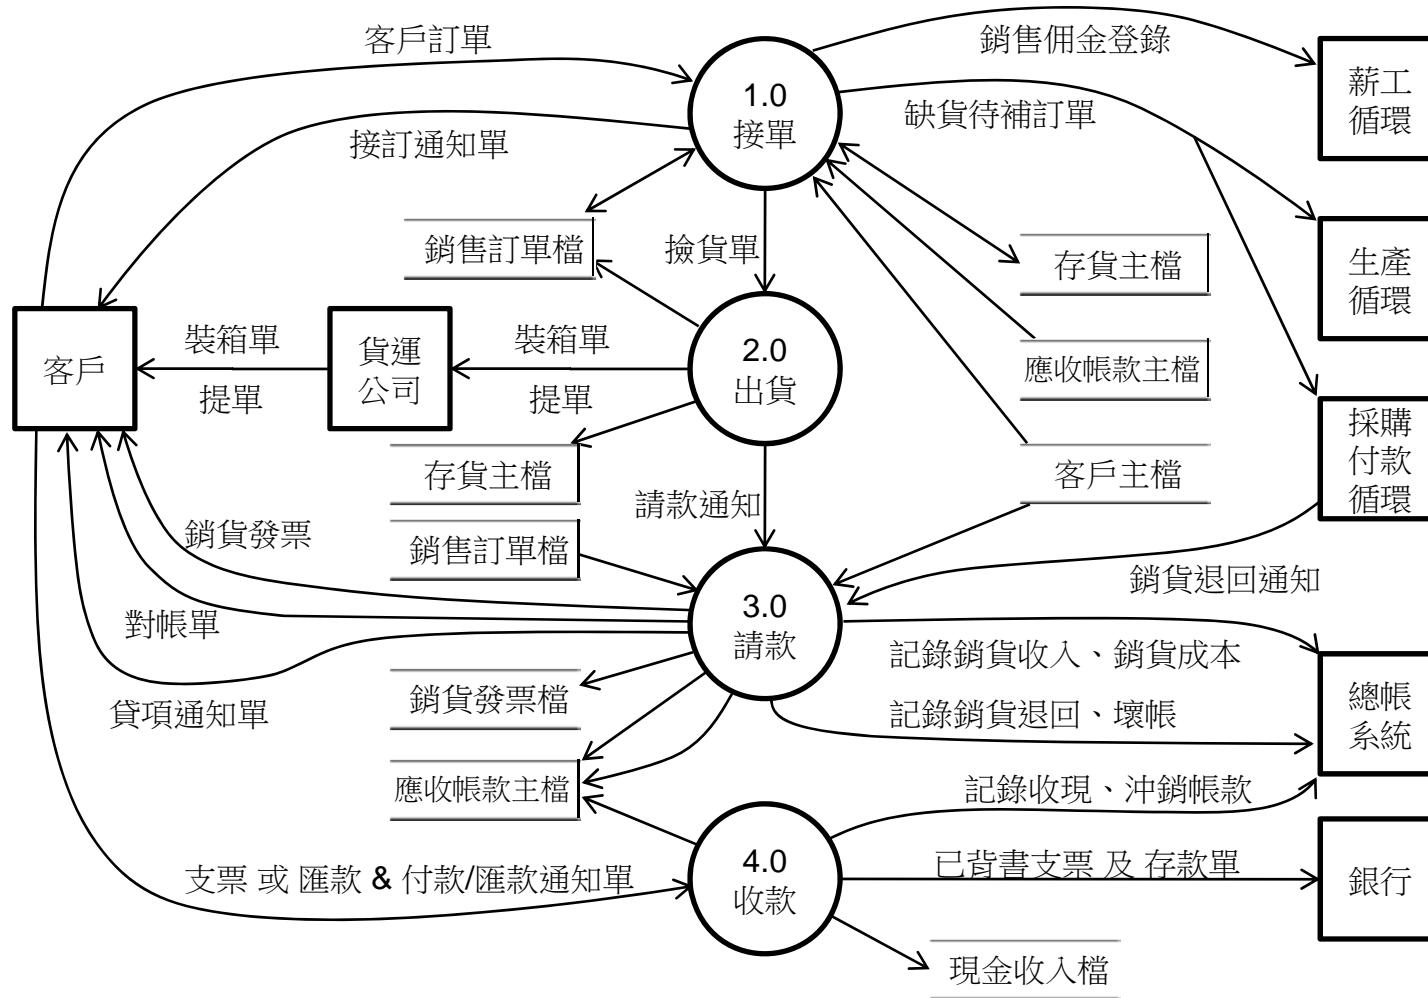 客戶訂單
銷售佣金登錄
1.0
接單
薪工
循環
缺貨待補訂單
接訂通知單
銷售訂單檔
撿貨單
存貨主檔
生產
循環
客戶
裝箱單
提單
貨運
公司
裝箱單
提單
2.0
出貨
應收帳款主檔
存貨主檔
客戶主檔
採購
付款
循環
請款通知
銷貨發票
銷售訂單檔
銷貨退回通知
3.0
請款
對帳單
記錄銷貨收入、銷貨成本
貸項通知單
銷貨發票檔
記錄銷貨退回、壞帳
總帳
系統
應收帳款主檔
記錄收現、沖銷帳款
4.0
收款
支票 或 匯款 & 付款/匯款通知單
已背書支票 及 存款單
銀行
現金收入檔